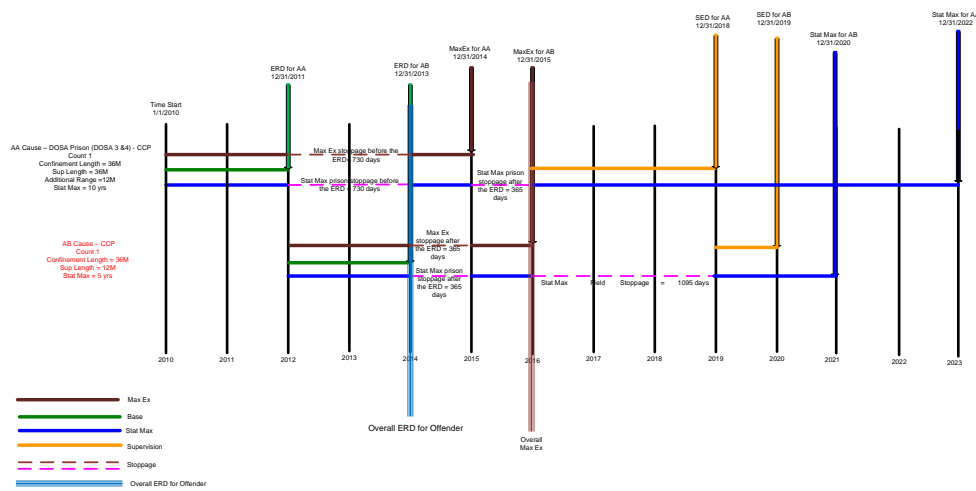 SED for AA
12/31/2018
SED for AB
12/31/2019
Stat Max for AA
12/31/2022
Stat Max for AB
12/31/2020
MaxEx for AA
12/31/2014
MaxEx for AB
12/31/2015
ERD for AA
12/31/2011
ERD for AB
12/31/2013
Time Start
1/1/2010
AA Cause – DOSA Prison (DOSA 3 &4) - CCP
Count 1
Confinement Length = 36M
Sup Length = 36M
Additional Range =12M
Stat Max = 10 yrs
Max Ex stoppage before the
ERD= 730 days
Stat Max prison stoppage before
the ERD = 730 days
Stat Max prison
stoppage after
the ERD = 365
days
AB Cause – CCP
Count 1
Confinement Length = 36M
Sup Length = 12M
Stat Max = 5 yrs
Max Ex
stoppage after
the ERD = 365
days
Stat Max prison
stoppage after
the ERD = 365
days
Stat Max Field Stoppage = 1095 days
2010 2011 2012 2013 2014 2015 2016 2017 2018 2019 2020 2021 2022 2023
Max Ex
Base
Stat Max
Supervision
Stoppage
Overall ERD for Offender
Overall ERD for Offender
Overall
Max Ex